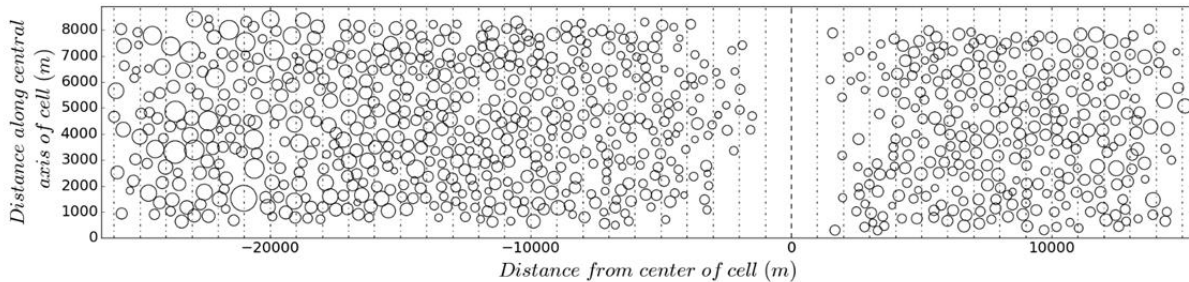 Distance along central
axis of cell (m)
8000
7000
6000
5000
4000
3000
2000
1000
0
−20000 −10000 0 10000
Distance from center of cell (m)